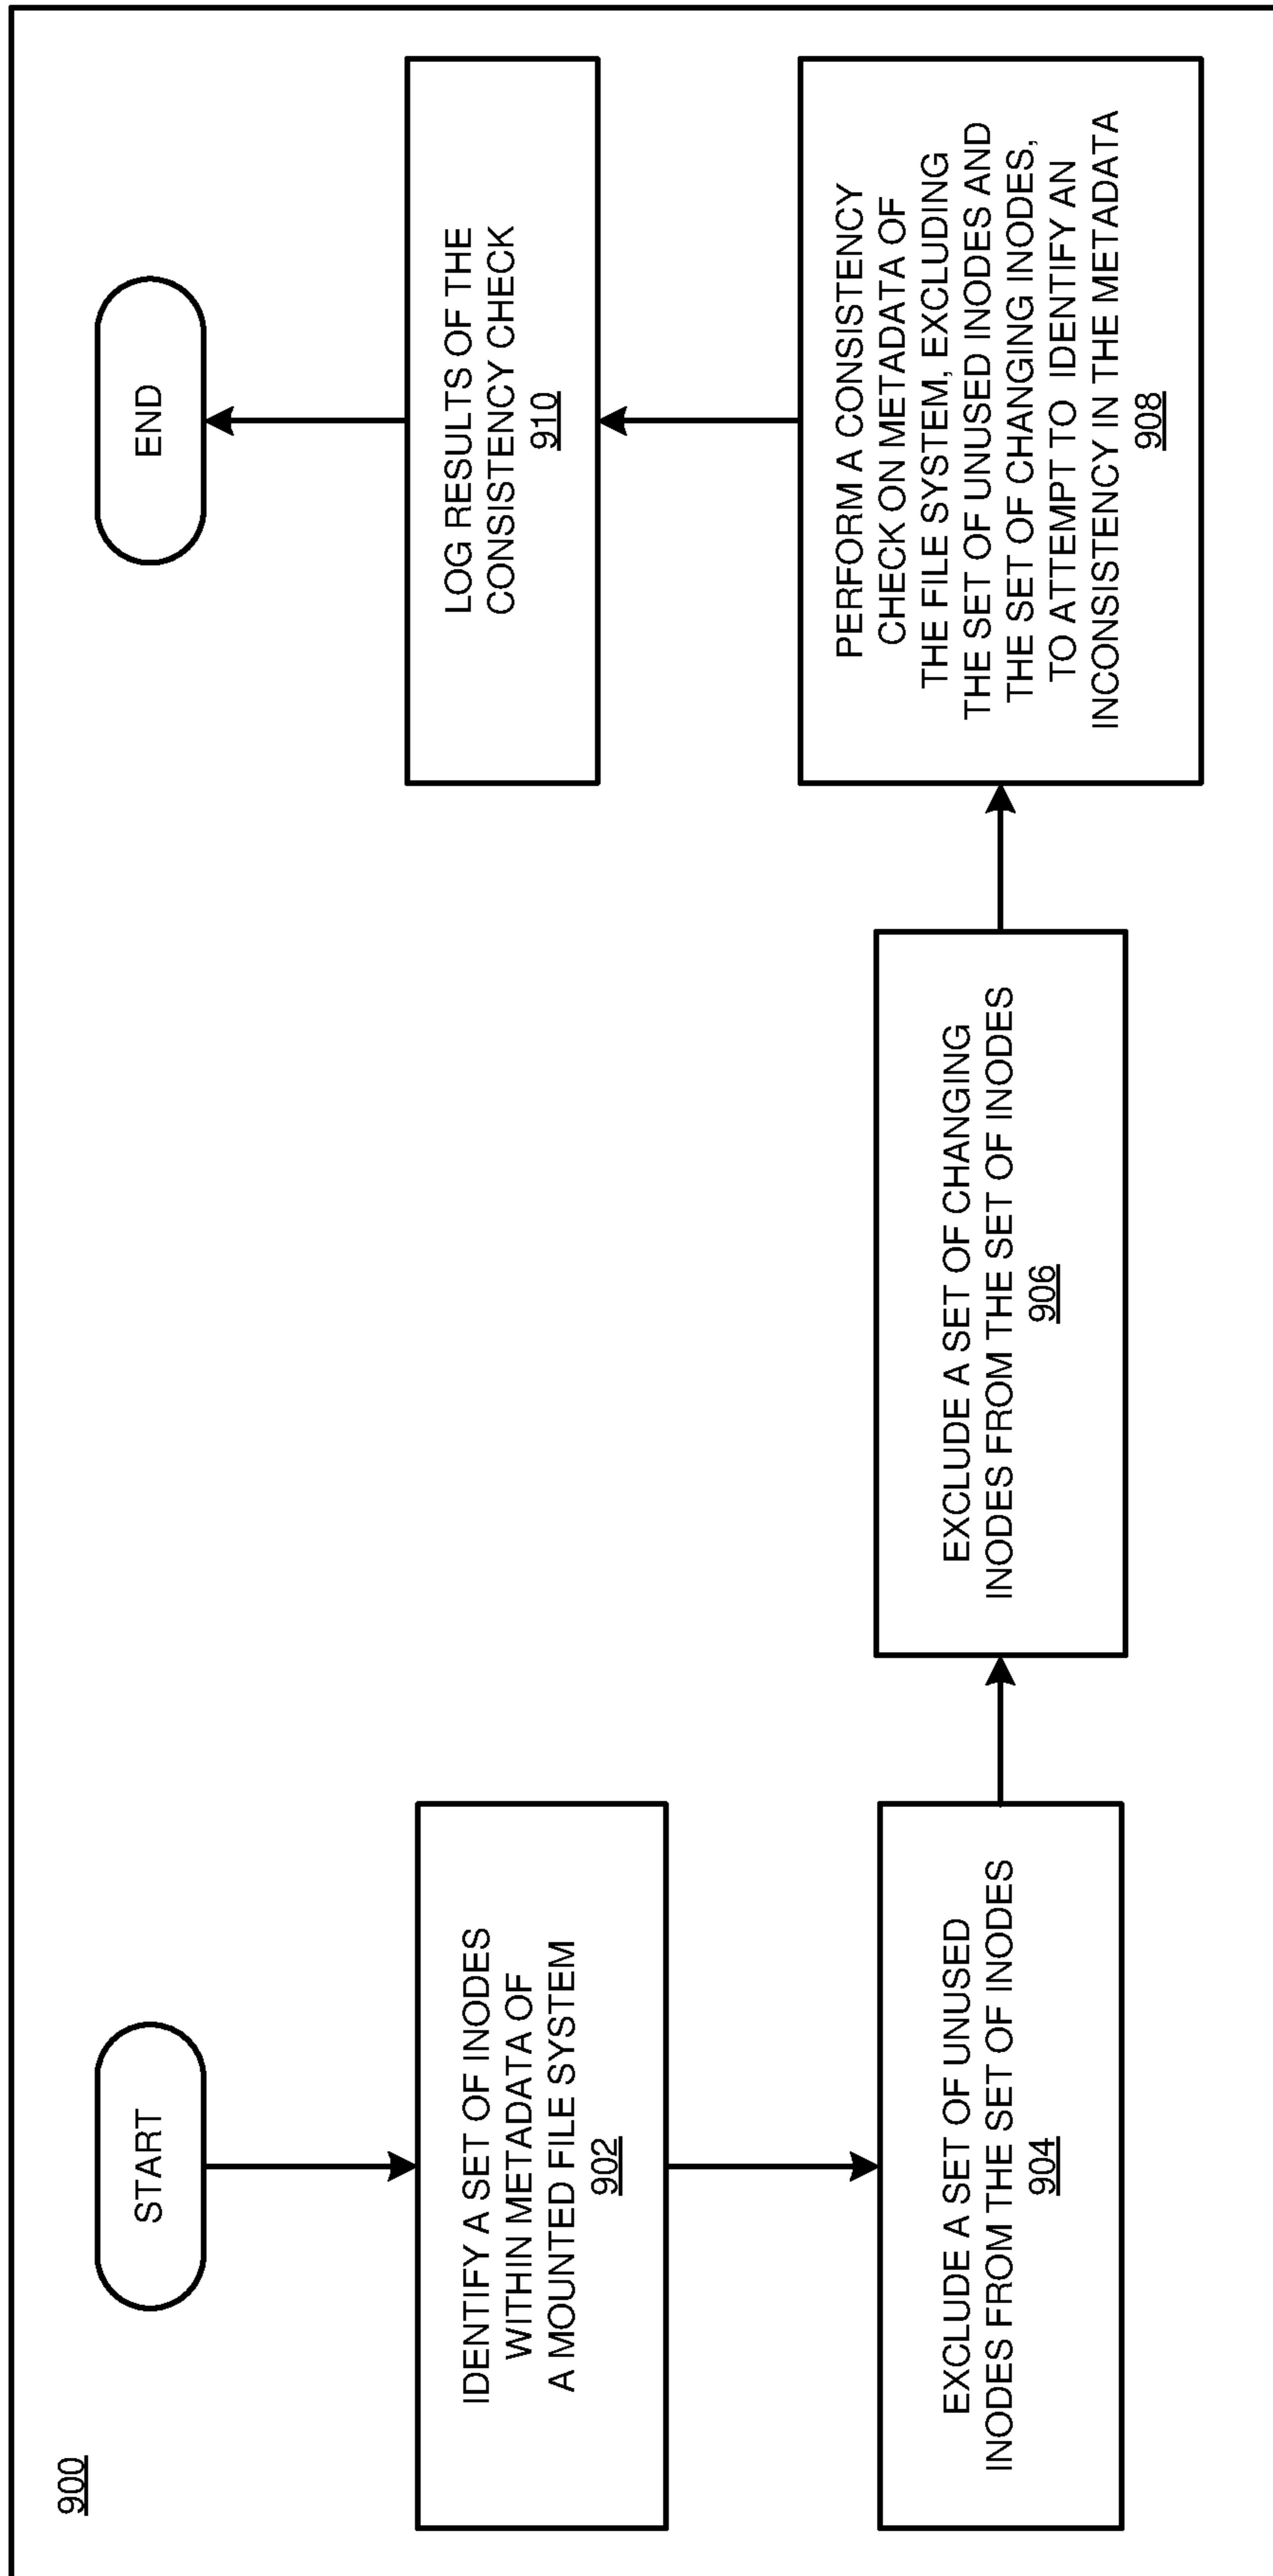 900
START
IDENTIFY A SET OF INODES
WITHIN METADATA OF
A MOUNTED FILE SYSTEM
902
EXCLUDE A SET OF UNUSED
INODES FROM THE SET OF INODES
904
EXCLUDE A SET OF CHANGING
INODES FROM THE SET OF INODES
906
PERFORM A CONSISTENCY
CHECK ON METADATA OF
THE FILE SYSTEM, EXCLUDING
THE SET OF UNUSED INODES AND
THE SET OF CHANGING INODES,
TO ATTEMPT TO IDENTIFY AN
INCONSISTENCY IN THE METADATA
908
LOG RESULTS OF THE
CONSISTENCY CHECK
910
END